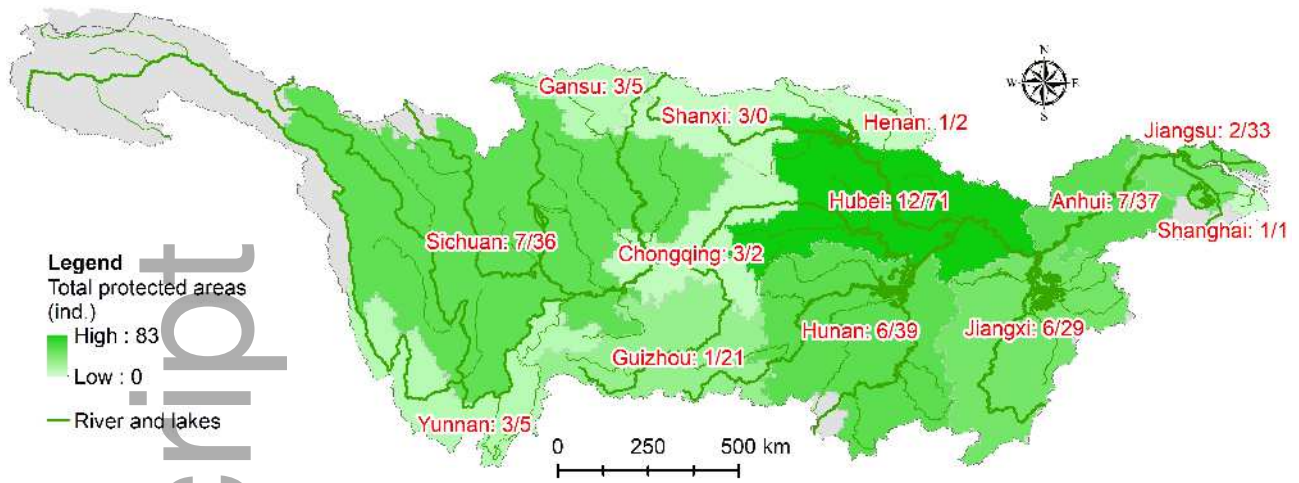 N
W
E
S
Gansu: 3/5
Shanxi: 3/0
Henan: 1/2
Jiangsu: 2/33
Hubei: 12/71
Anhui: 7/37
Shanghai: 1/1
Sichuan: 7/36
Chongqing: 3/2
Hunan: 6/39
Jiangxi: 6/29
Guizhou: 1/21
Yunnan: 3/5
Legend
Total protected areas
(ind.)
High : 83
Low : 0
River and lakes
0 250 500 km
cript